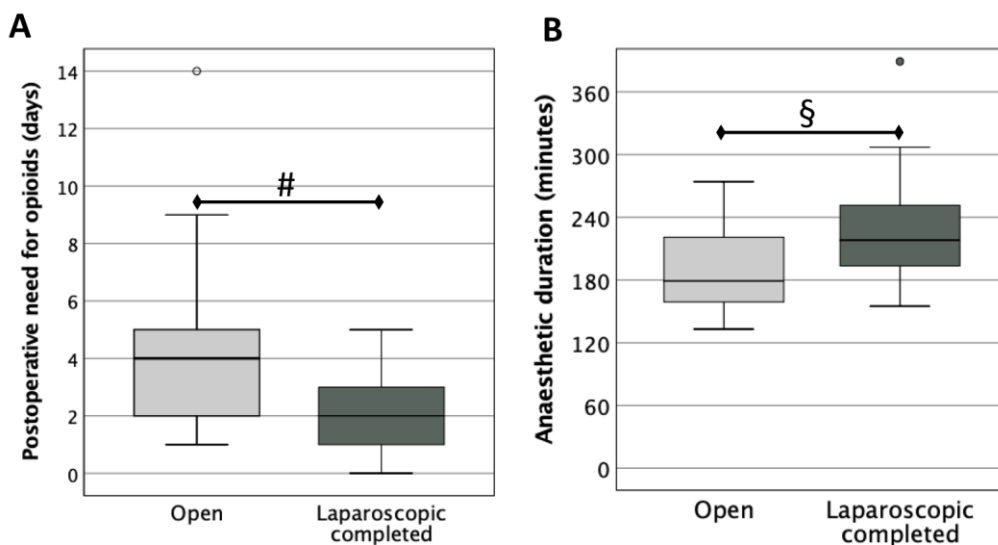 A
Postoperative need for opioids (days)
14
12
10
8
6
4
2
0
#
Open
Laparoscopic
completed
B
Anaesthetic duration (minutes)
360
300
240
180
120
60
0
§
Open
Laparoscopic
completed